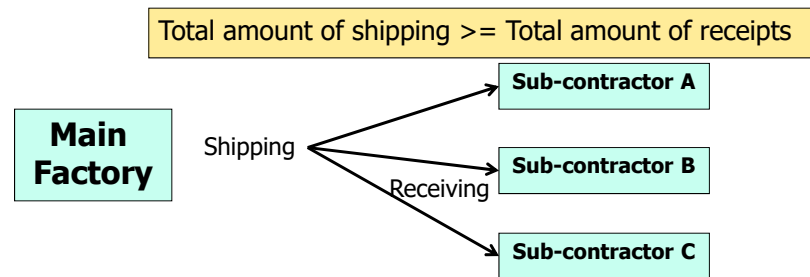 Total amount of shipping >= Total amount of receipts
Sub-contractor A
Main
Factory
Shipping
Sub-contractor B
Receiving
Sub-contractor C